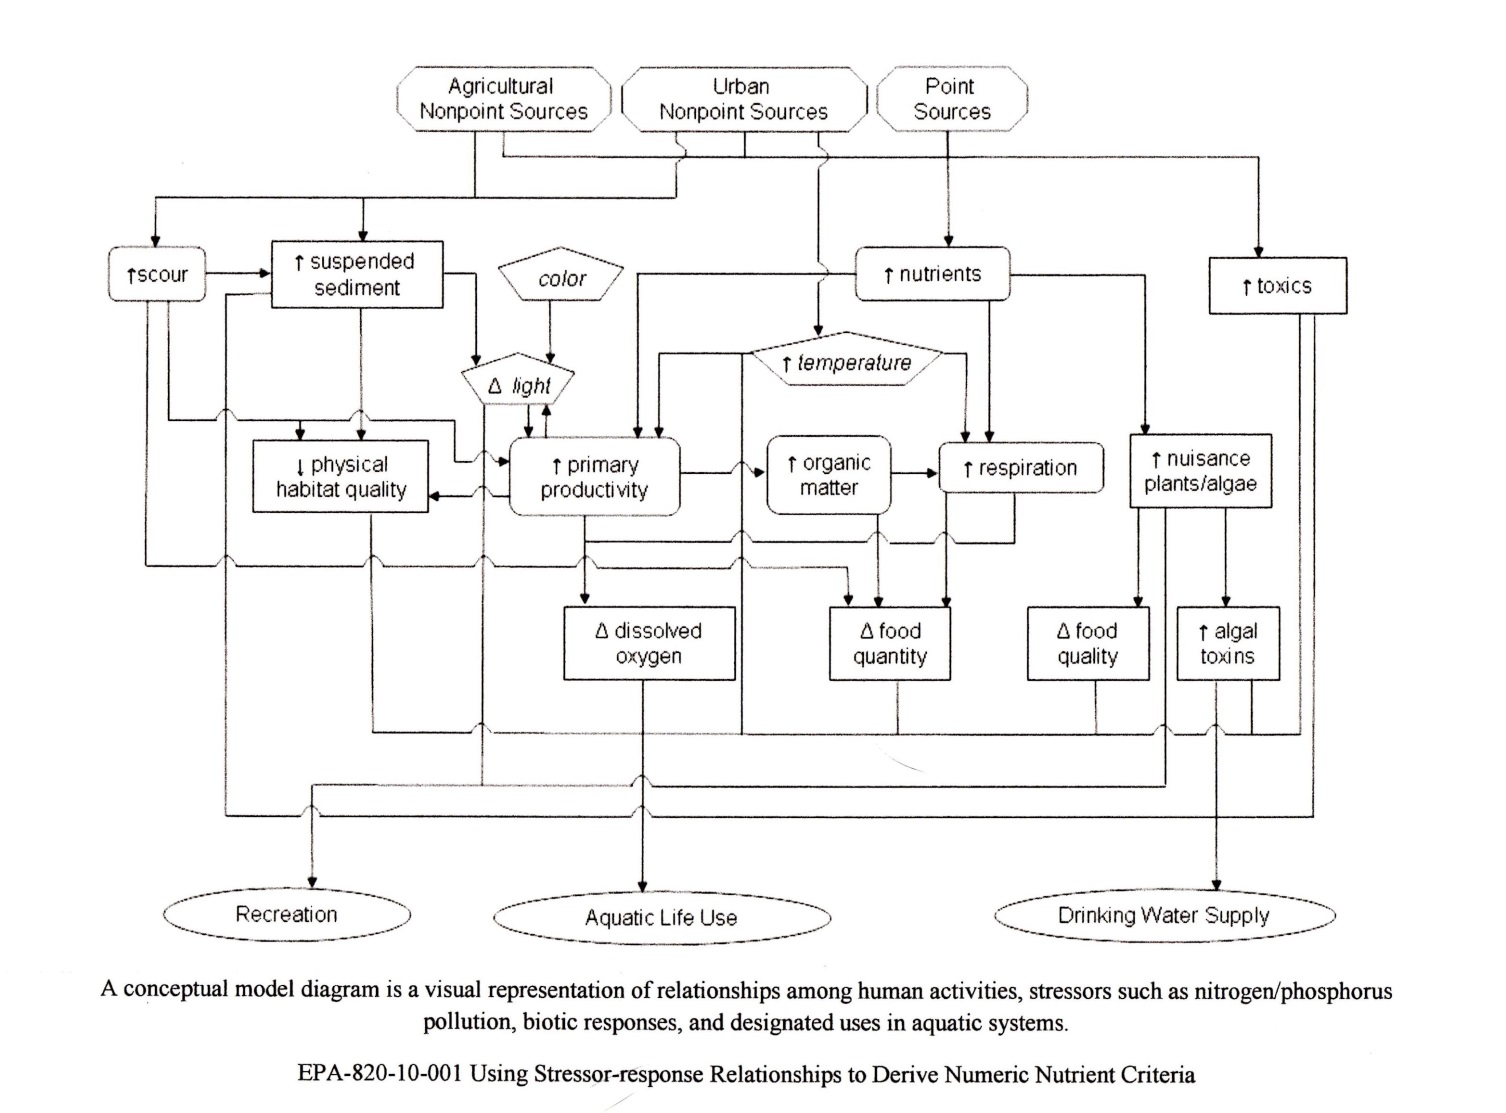 Agricultural
Nonpoint Sources
Urban
Nonpoint Sources
Point
Sources
↑scour
↑ suspended
sediment
color
↑ nutrients
↑ toxics
Δ light
↑ temperature
↓ physical
habitat quality
↑ primary
productivity
↑ organic
matter
↑ respiration
↑ nuisance
plants/algae
Δ dissolved
oxygen
Δ food
quantity
Δ food
quality
↑ algal
toxins
Recreation
Aquatic Life Use
Drinking Water Supply
A conceptual model diagram is a visual representation of relationships among human activities, stressors such as nitrogen/phosphorus
pollution, biotic responses, and designated uses in aquatic systems.
EPA-820-10-001 Using Stressor-response Relationships to Derive Numeric Nutrient Criteria